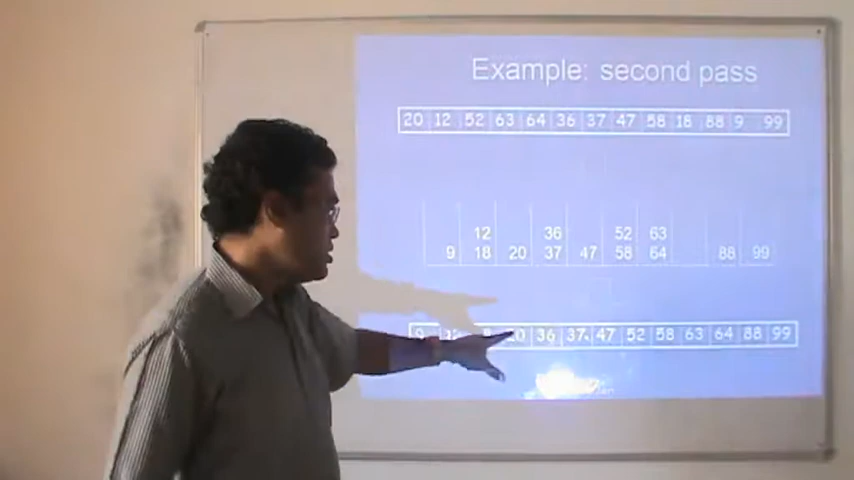 Example: second pass
20 12 52 63 64 36 37 47 58 18 88 9 99
12 36 52 63
9 18 20 37 47 58 64 88 99
9 20 36 37 47 52 58 63 64 88 99